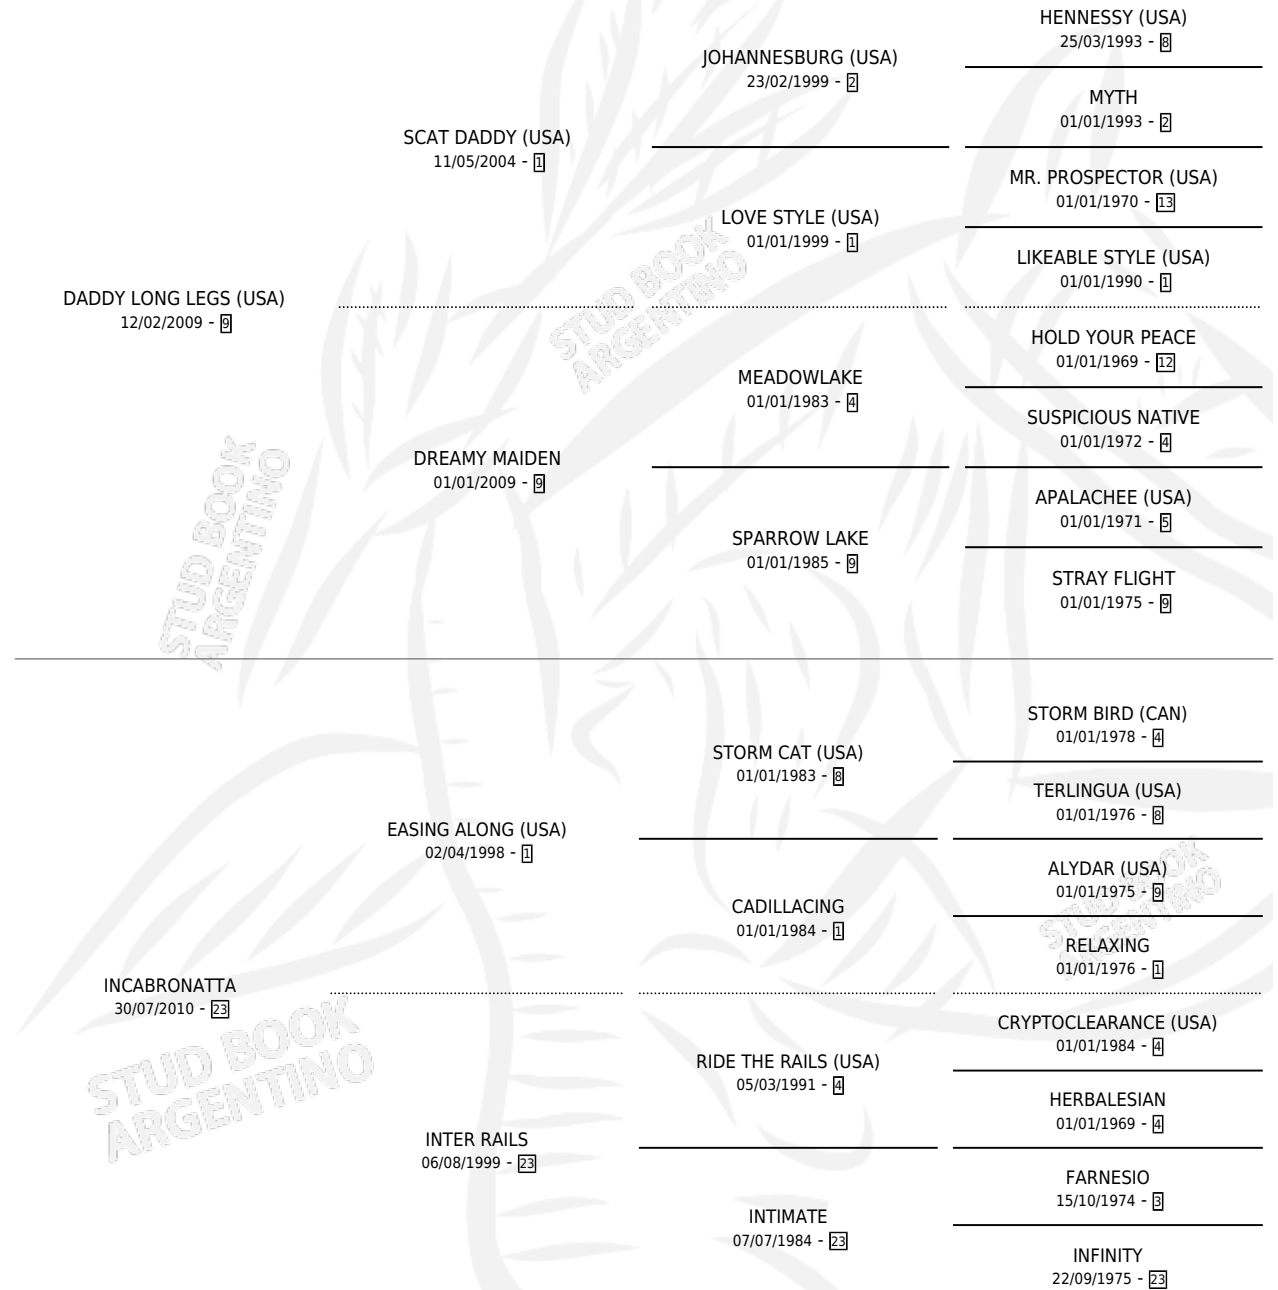 HENNESSY (USA)
25/03/1993 - 8
JOHANNESBURG (USA)
23/02/1999 - 2
MYTH
01/01/1993 - 2
SCAT DADDY (USA)
11/05/2004 - 1
MR. PROSPECTOR (USA)
01/01/1970 - 13
LOVE STYLE (USA)
01/01/1999 - 1
LIKEABLE STYLE (USA)
01/01/1990 - 1
DADDY LONG LEGS (USA)
12/02/2009 - 9
HOLD YOUR PEACE
01/01/1969 - 12
MEADOWLAKE
01/01/1983 - 4
SUSPICIOUS NATIVE
01/01/1972 - 4
DREAMY MAIDEN
01/01/2009 - 9
APALACHEE (USA)
01/01/1971 - 5
SPARROW LAKE
01/01/1985 - 9
STRAY FLIGHT
01/01/1975 - 9
STORM BIRD (CAN)
01/01/1978 - 4
STORM CAT (USA)
01/01/1983 - 8
TERLINGUA (USA)
01/01/1976 - 8
EASING ALONG (USA)
02/04/1998 - 1
ALYDAR (USA)
01/01/1975 - 9
CADILLACING
01/01/1984 - 1
RELAXING
01/01/1976 - 1
INCABRONATTA
30/07/2010 - 23
CRYPTOCLEARANCE (USA)
01/01/1984 - 4
RIDE THE RAILS (USA)
05/03/1991 - 4
HERBALESIAN
01/01/1969 - 4
INTER RAILS
06/08/1999 - 23
FARNESIO
15/10/1974 - 3
INTIMATE
07/07/1984 - 23
INFINITY
22/09/1975 - 23
STUD BOOK
ARGENTINO
STUD BOOK
ARGENTINO
STUD BOOK
ARGENTINO
STUD BOOK
ARGENTINO